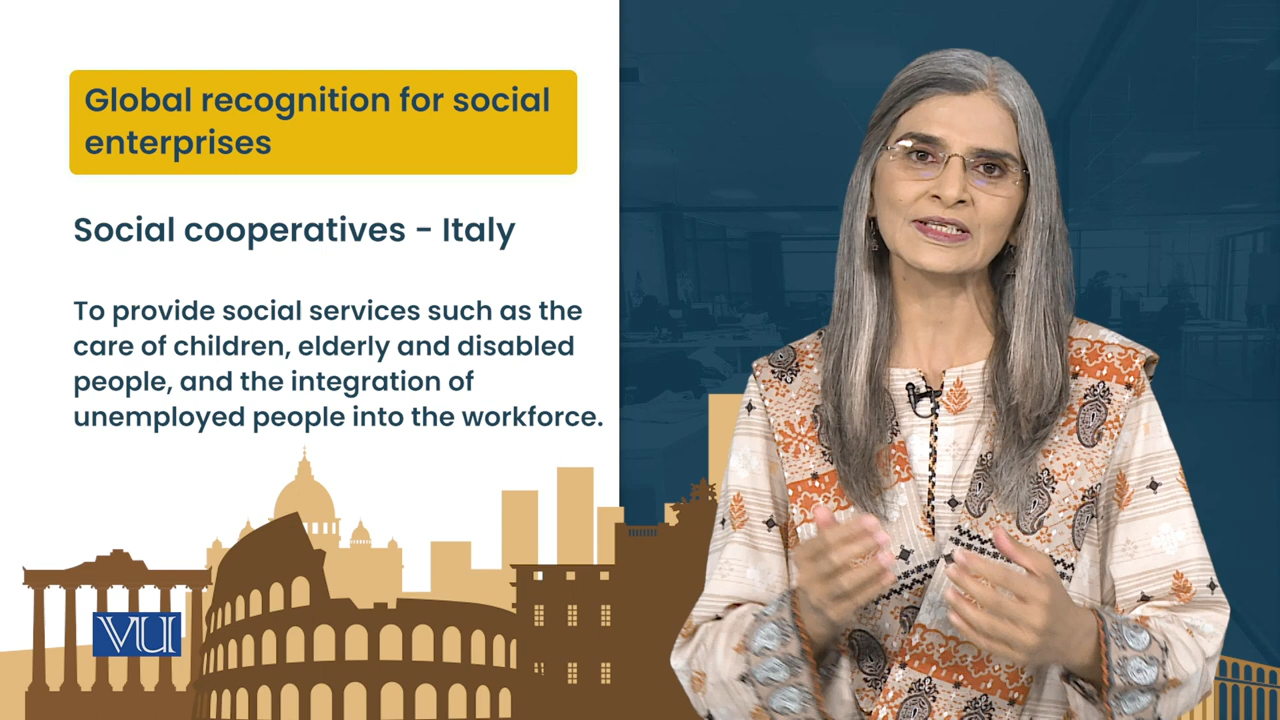 Global recognition for social
enterprises
Social cooperatives - Italy
To provide social services such as the
care of children, elderly and disabled
people, and the integration of
unemployed people into the workforce.
VU